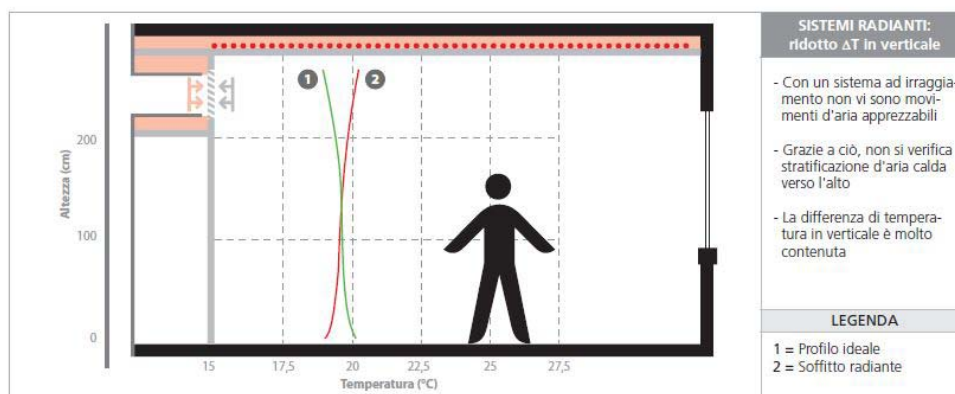 SISTEMI RADIANTI:
ridotto ΔT in verticale
- Con un sistema ad irraggia-
mento non vi sono movi-
menti d'aria apprezzabili
- Grazie a ciò, non si verifica
stratificazione d'aria calda
verso l'alto
- La differenza di tempera-
tura in verticale è molto
contenuta
LEGENDA
1 = Profilo ideale
2 = Soffitto radiante
1
2
Altezza (cm)
200
100
0
15 17,5 20 22,5 25 27,5
Temperatura (°C)